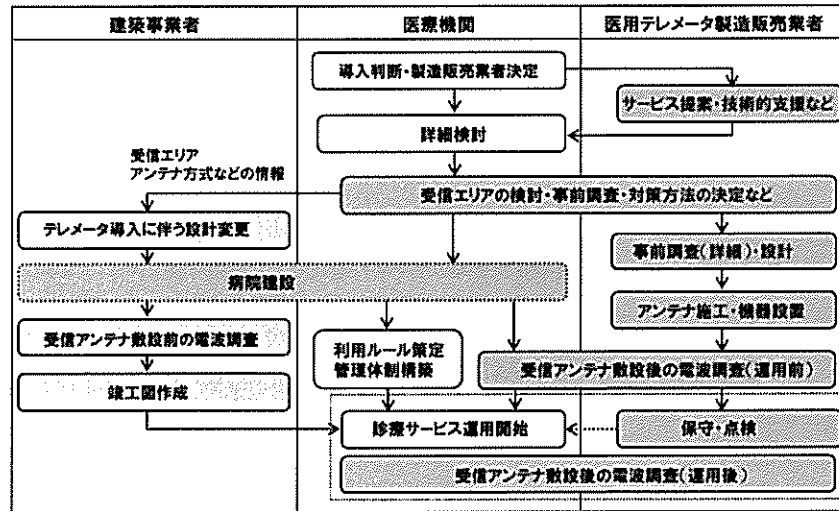 建築事業者
医療機関
医用テレメータ製造販売業者
導入判断・製造販売業者決定
サービス提案・技術的支援など
詳細検討
受信エリア
アンテナ方式などの情報
受信エリアの検討・事前調査・対策方法の決定など
テレメータ導入に伴う設計変更
事前調査(詳細)・設計
病院建設
アンテナ施工・機器設置
受信アンテナ敷設前の電波調査
利用ルール策定
管理体制構築
受信アンテナ敷設後の電波調査(運用前)
竣工図作成
診療サービス運用開始
保守・点検
受信アンテナ敷設後の電波調査(運用後)